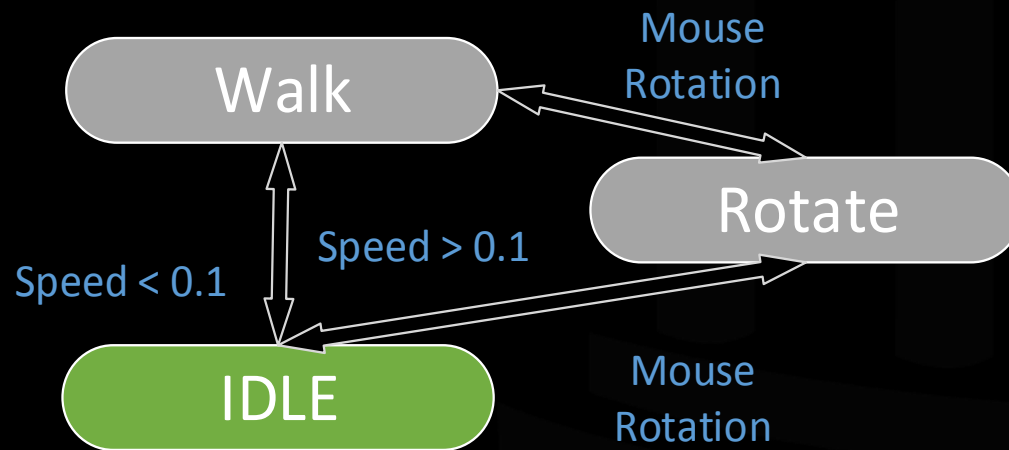 Mouse
Rotation
Walk
Rotate
Speed > 0.1
Speed < 0.1
IDLE
Mouse
Rotation